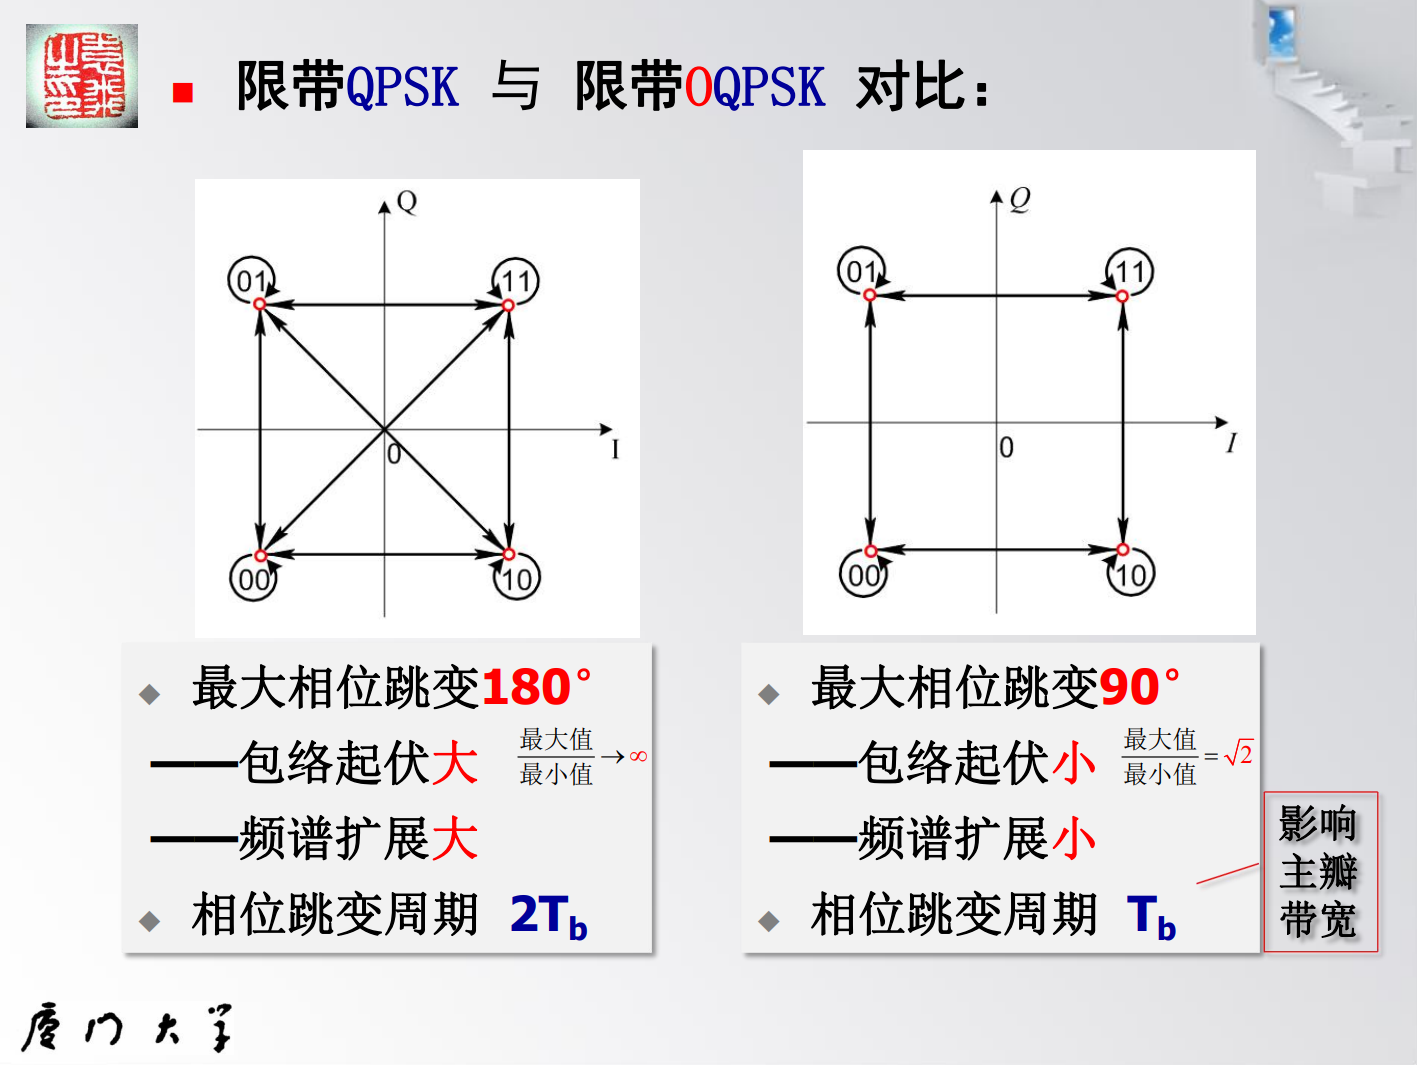 限带QPSK 与 限带OQPSK 对比：
Q
01
11
0
I
00
10
Q
01
11
0
I
00
10
最大相位跳变180°
——包络起伏大 最大值/最小值→∞
——频谱扩展大
相位跳变周期 2Tb
最大相位跳变90°
——包络起伏小 最大值/最小值=√2
——频谱扩展小
相位跳变周期 Tb
影响
主瓣
带宽
厦门大学